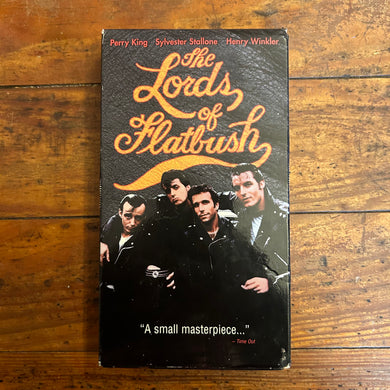 Perry King Sylvester Stallone Henry Winkler
The
Lords
of
Flatbush
"A small masterpiece..."
– Time Out